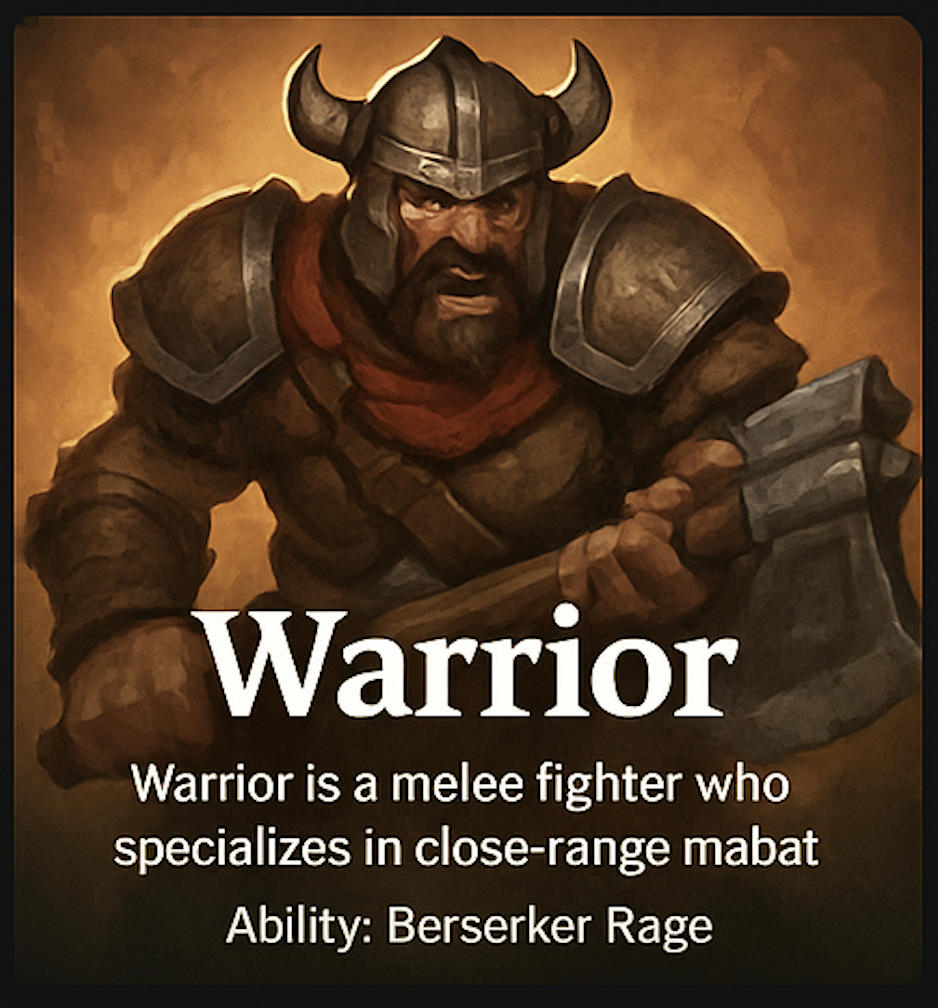 Warrior
Warrior is a melee fighter who
specializes in close-range mabat
Ability: Berserker Rage